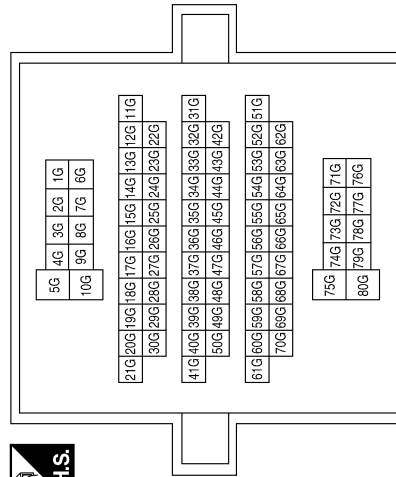 H.S.
5G 4G 3G 2G 1G
10G 9G 8G 7G 6G
21G 20G 19G 18G 17G 16G 15G 14G 13G 12G 11G
30G 29G 28G 27G 26G 25G 24G 23G 22G
41G 40G 39G 38G 37G 36G 35G 34G 33G 32G 31G
50G 49G 48G 47G 46G 45G 44G 43G 42G
61G 60G 59G 58G 57G 56G 55G 54G 53G 52G 51G
70G 69G 68G 67G 66G 65G 64G 63G 62G
75G 74G 73G 72G 71G
80G 79G 78G 77G 76G